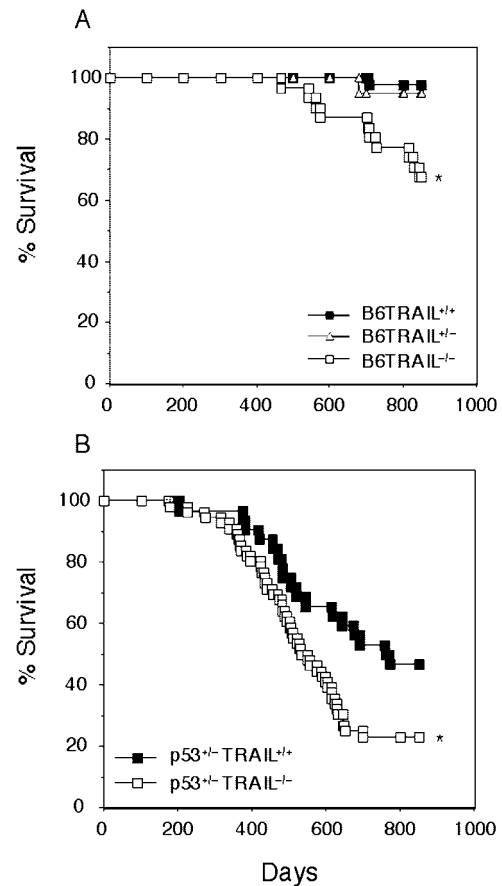 A
100
80
60
40
20
0
% Survival
B6TRAIL+/+
B6TRAIL+/−
B6TRAIL−/−
*
0 200 400 600 800 1000
B
100
80
60
40
20
0
% Survival
p53+/− TRAIL+/+
p53+/− TRAIL−/−
*
0 200 400 600 800 1000
Days